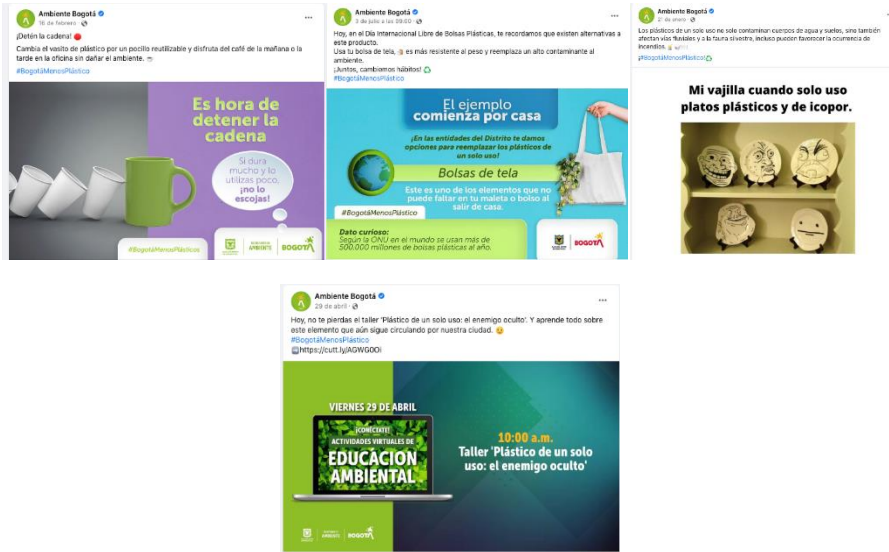 Ambiente Bogotá
16 de febrero
¡Detén la cadena!
Cambia el vasito de plástico por un pocillo reutilizable y disfruta del café de la mañana o la
tarde en la oficina sin dañar el ambiente.
#BogotáMenosPlástico
Es hora de
detener la
cadena
Si dura
mucho y lo
utilizas poco,
¡no lo
escojas!
#BogotáMenosPlásticos
AMBIENTE
BOGOTÁ
Ambiente Bogotá
3 de julio a las 09:00
Hoy, en el Día Internacional Libre de Bolsas Plásticas, te recordamos que existen alternativas a
este producto.
Usa tu bolsa de tela, es más resistente al peso y reemplaza un alto contaminante al
ambiente.
¡Juntos, cambiemos hábitos!
#BogotáMenosPlástico
El ejemplo
comienza por casa
¡En las entidades del Distrito te damos
opciones para reemplazar los plásticos de
un solo uso!
Bolsas de tela
Este es uno de los elementos que no
puede faltar en tu maleta o bolso al
salir de casa.
#BogotáMenosPlástico
Dato curioso:
Según la ONU en el mundo se usan más de
500.000 millones de bolsas plásticas al año.
BOGOTÁ
Ambiente Bogotá
21 de enero
Los plásticos de un solo uso no solo contaminan cuerpos de agua y suelos, sino también
afectan vías fluviales y a la fauna silvestre, incluso pueden favorecer la ocurrencia de
incendios.
#BogotáMenosPlásticos
Mi vajilla cuando solo uso
platos plásticos y de icopor.
Ambiente Bogotá
29 de abril
Hoy, no te pierdas el taller 'Plástico de un solo uso: el enemigo oculto'. Y aprende todo sobre
este elemento que aún sigue circulando por nuestra ciudad.
#BogotáMenosPlástico
https://cutt.ly/AGWG0Oi
VIERNES 29 DE ABRIL
¡CONÉCTATE!
ACTIVIDADES VIRTUALES DE
EDUCACIÓN
AMBIENTAL
10:00 a.m.
Taller 'Plástico de un solo
uso: el enemigo oculto'
AMBIENTE
BOGOTÁ